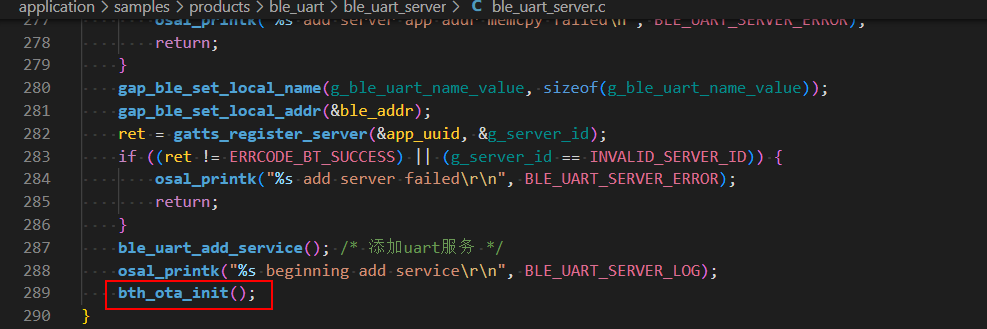 application > samples > products > ble_uart > ble_uart_server > C ble_uart_server.c
277 osal_printk("%s add server app addr memcpy failed\n", BLE_UART_SERVER_ERROR);
278 return;
279 }
280 gap_ble_set_local_name(g_ble_uart_name_value, sizeof(g_ble_uart_name_value));
281 gap_ble_set_local_addr(&ble_addr);
282 ret = gatts_register_server(&app_uuid, &g_server_id);
283 if ((ret != ERRCODE_BT_SUCCESS) || (g_server_id == INVALID_SERVER_ID)) {
284 osal_printk("%s add server failed\r\n", BLE_UART_SERVER_ERROR);
285 return;
286 }
287 ble_uart_add_service(); /* 添加uart服务 */
288 osal_printk("%s beginning add service\r\n", BLE_UART_SERVER_LOG);
289 bth_ota_init();
290 }